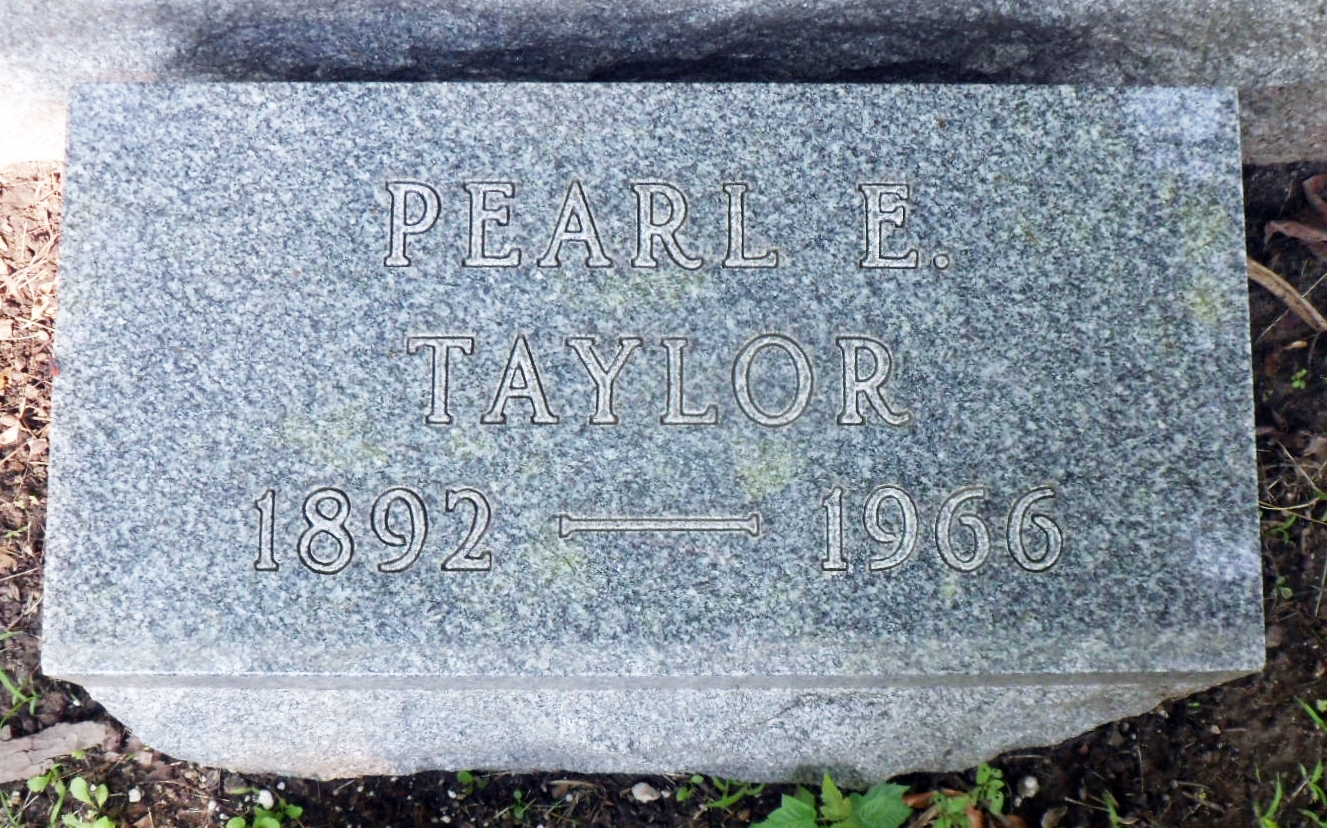 PEARL E.
TAYLOR
1892 — 1966